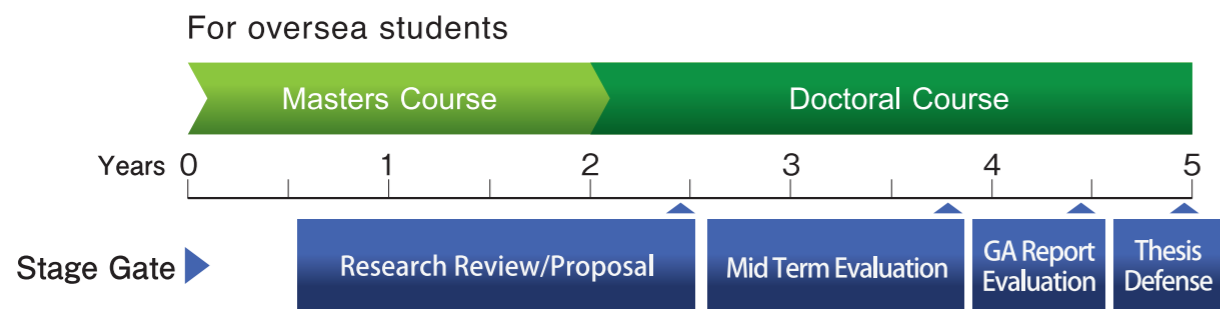 For oversea students
Masters Course Doctoral Course
Years 0 1 2 3 4 5
Stage Gate Research Review/Proposal Mid Term Evaluation GA Report Evaluation Thesis Defense